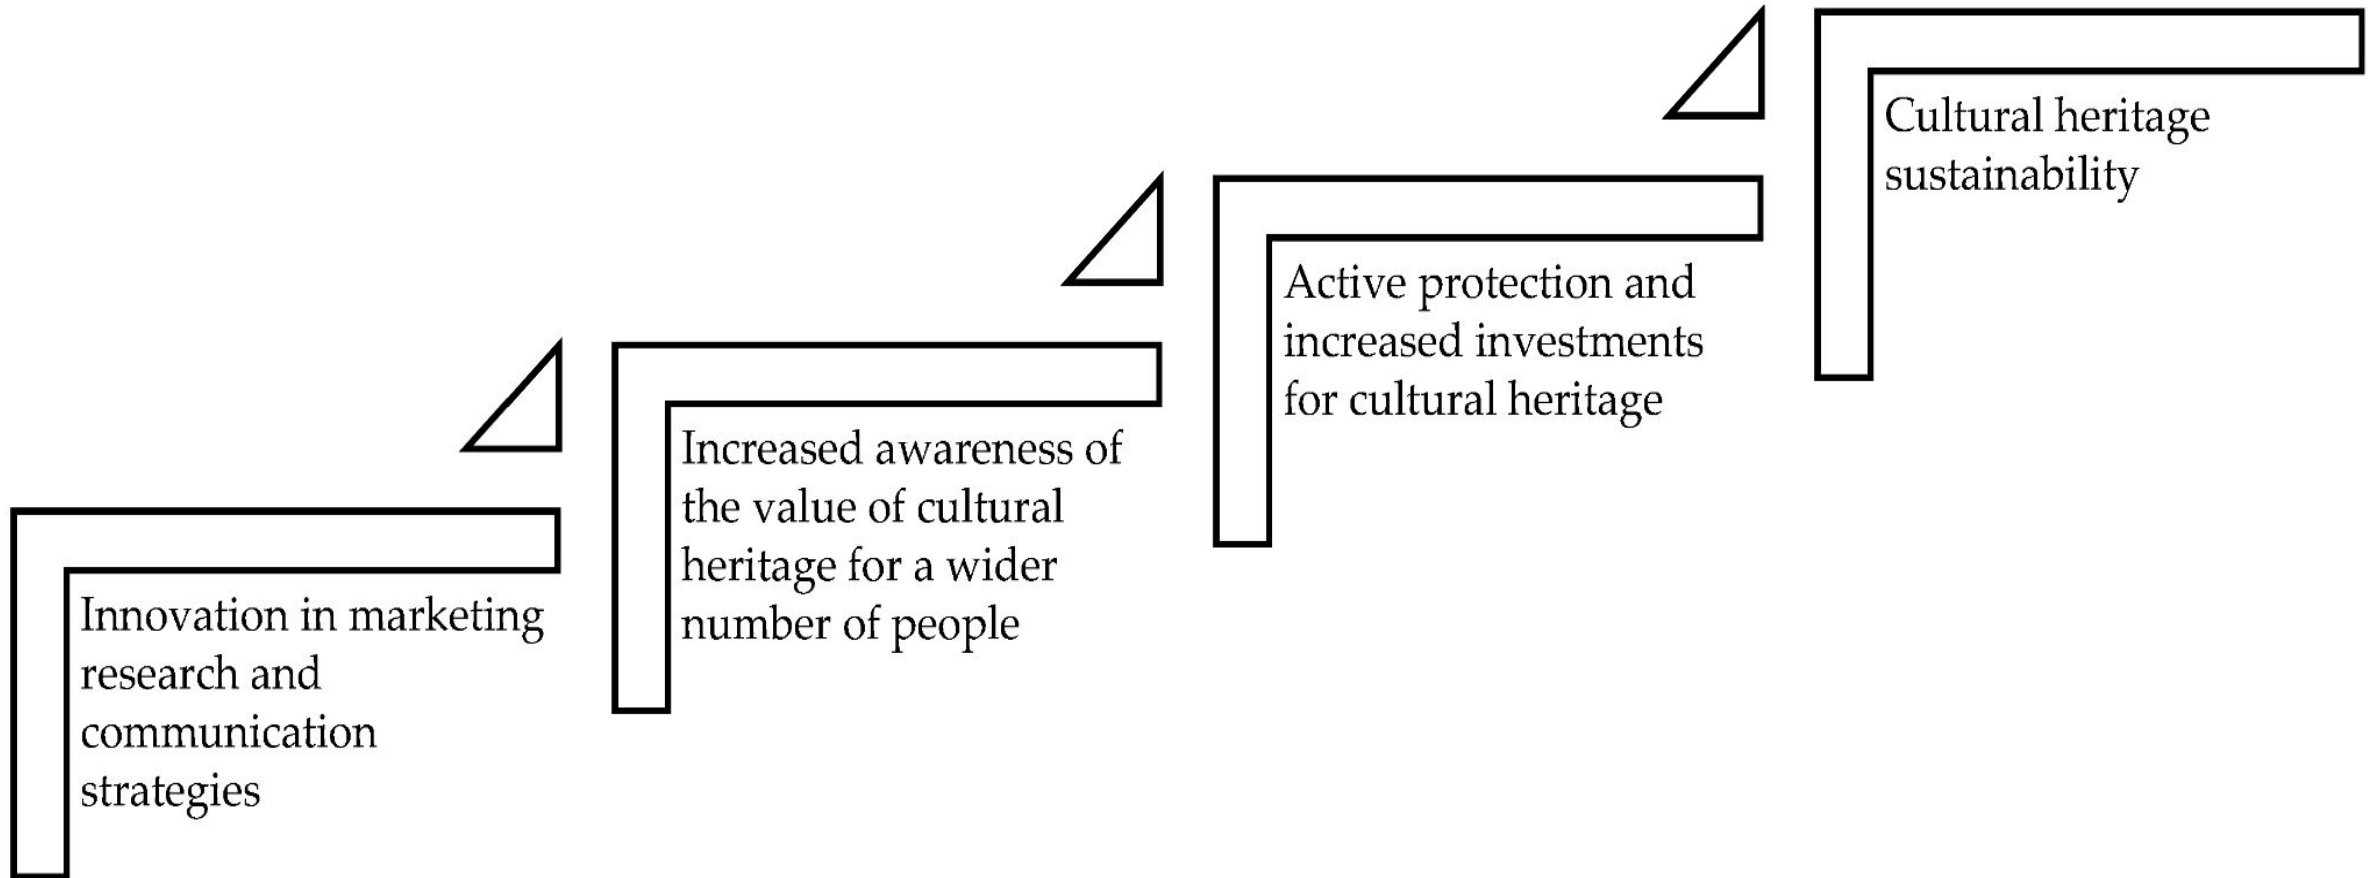 Innovation in marketing
research and
communication
strategies
Increased awareness of
the value of cultural
heritage for a wider
number of people
Active protection and
increased investments
for cultural heritage
Cultural heritage
sustainability